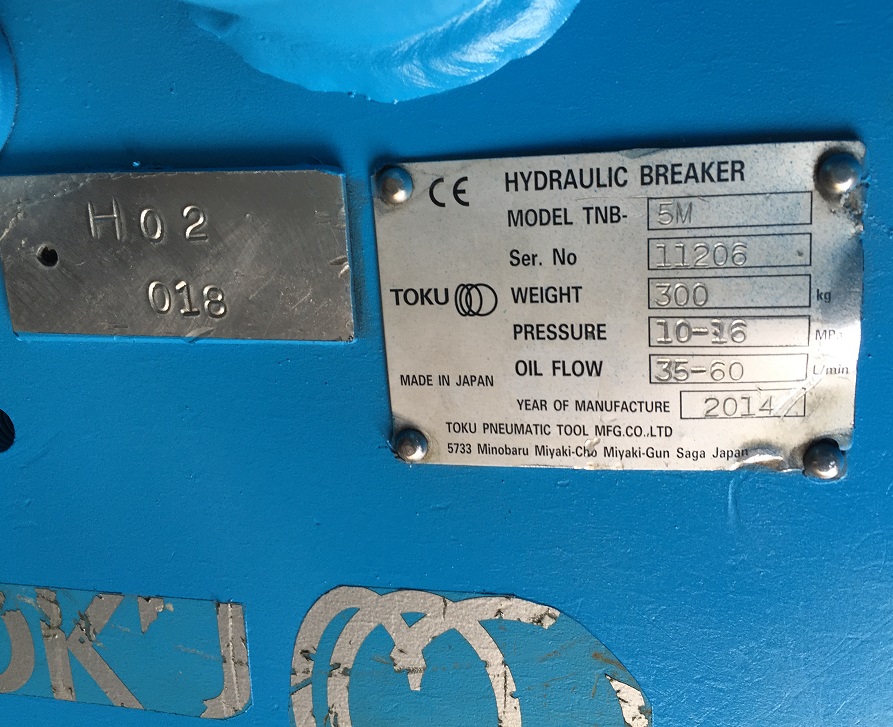 H02
018
CE
HYDRAULIC BREAKER
MODEL TNB- 5M
Ser. No 11206
TOKU
WEIGHT 300 kg
PRESSURE 10-16 MPa
OIL FLOW 35-60 L/min
MADE IN JAPAN
YEAR OF MANUFACTURE 2014
TOKU PNEUMATIC TOOL MFG.CO.,LTD
5733 Minobaru Miyaki-Cho Miyaki-Gun Saga Japan